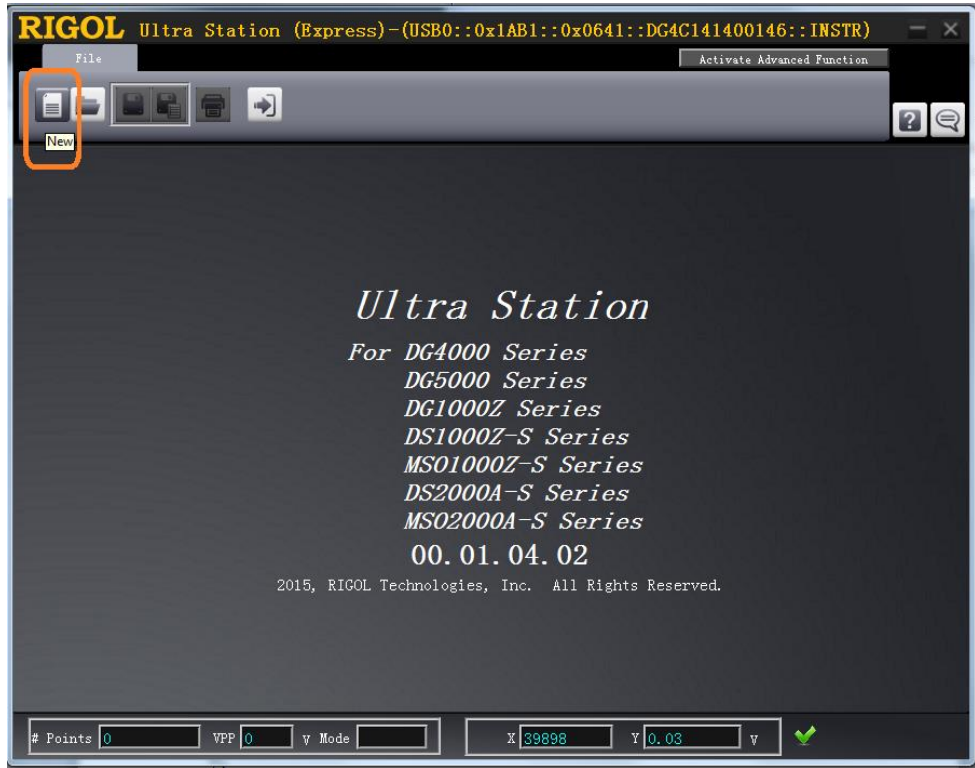 RIGOL Ultra Station (Express)-(USB0::0x1AB1::0x0641::DG4C141400146::INSTR)
File
Activate Advanced Function
New
?
Ultra Station
For DG4000 Series
DG5000 Series
DG1000Z Series
DS1000Z-S Series
MSO1000Z-S Series
DS2000A-S Series
MSO2000A-S Series
00.01.04.02
2015, RIGOL Technologies, Inc. All Rights Reserved.
# Points 0 VPP 0 V Mode X 39898 Y 0.03 V